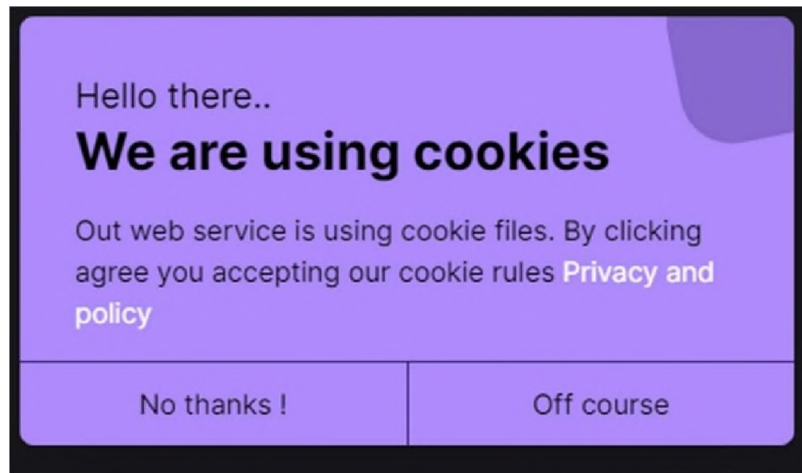 Hello there..
We are using cookies
Out web service is using cookie files. By clicking
agree you accepting our cookie rules Privacy and
policy
No thanks !
Off course